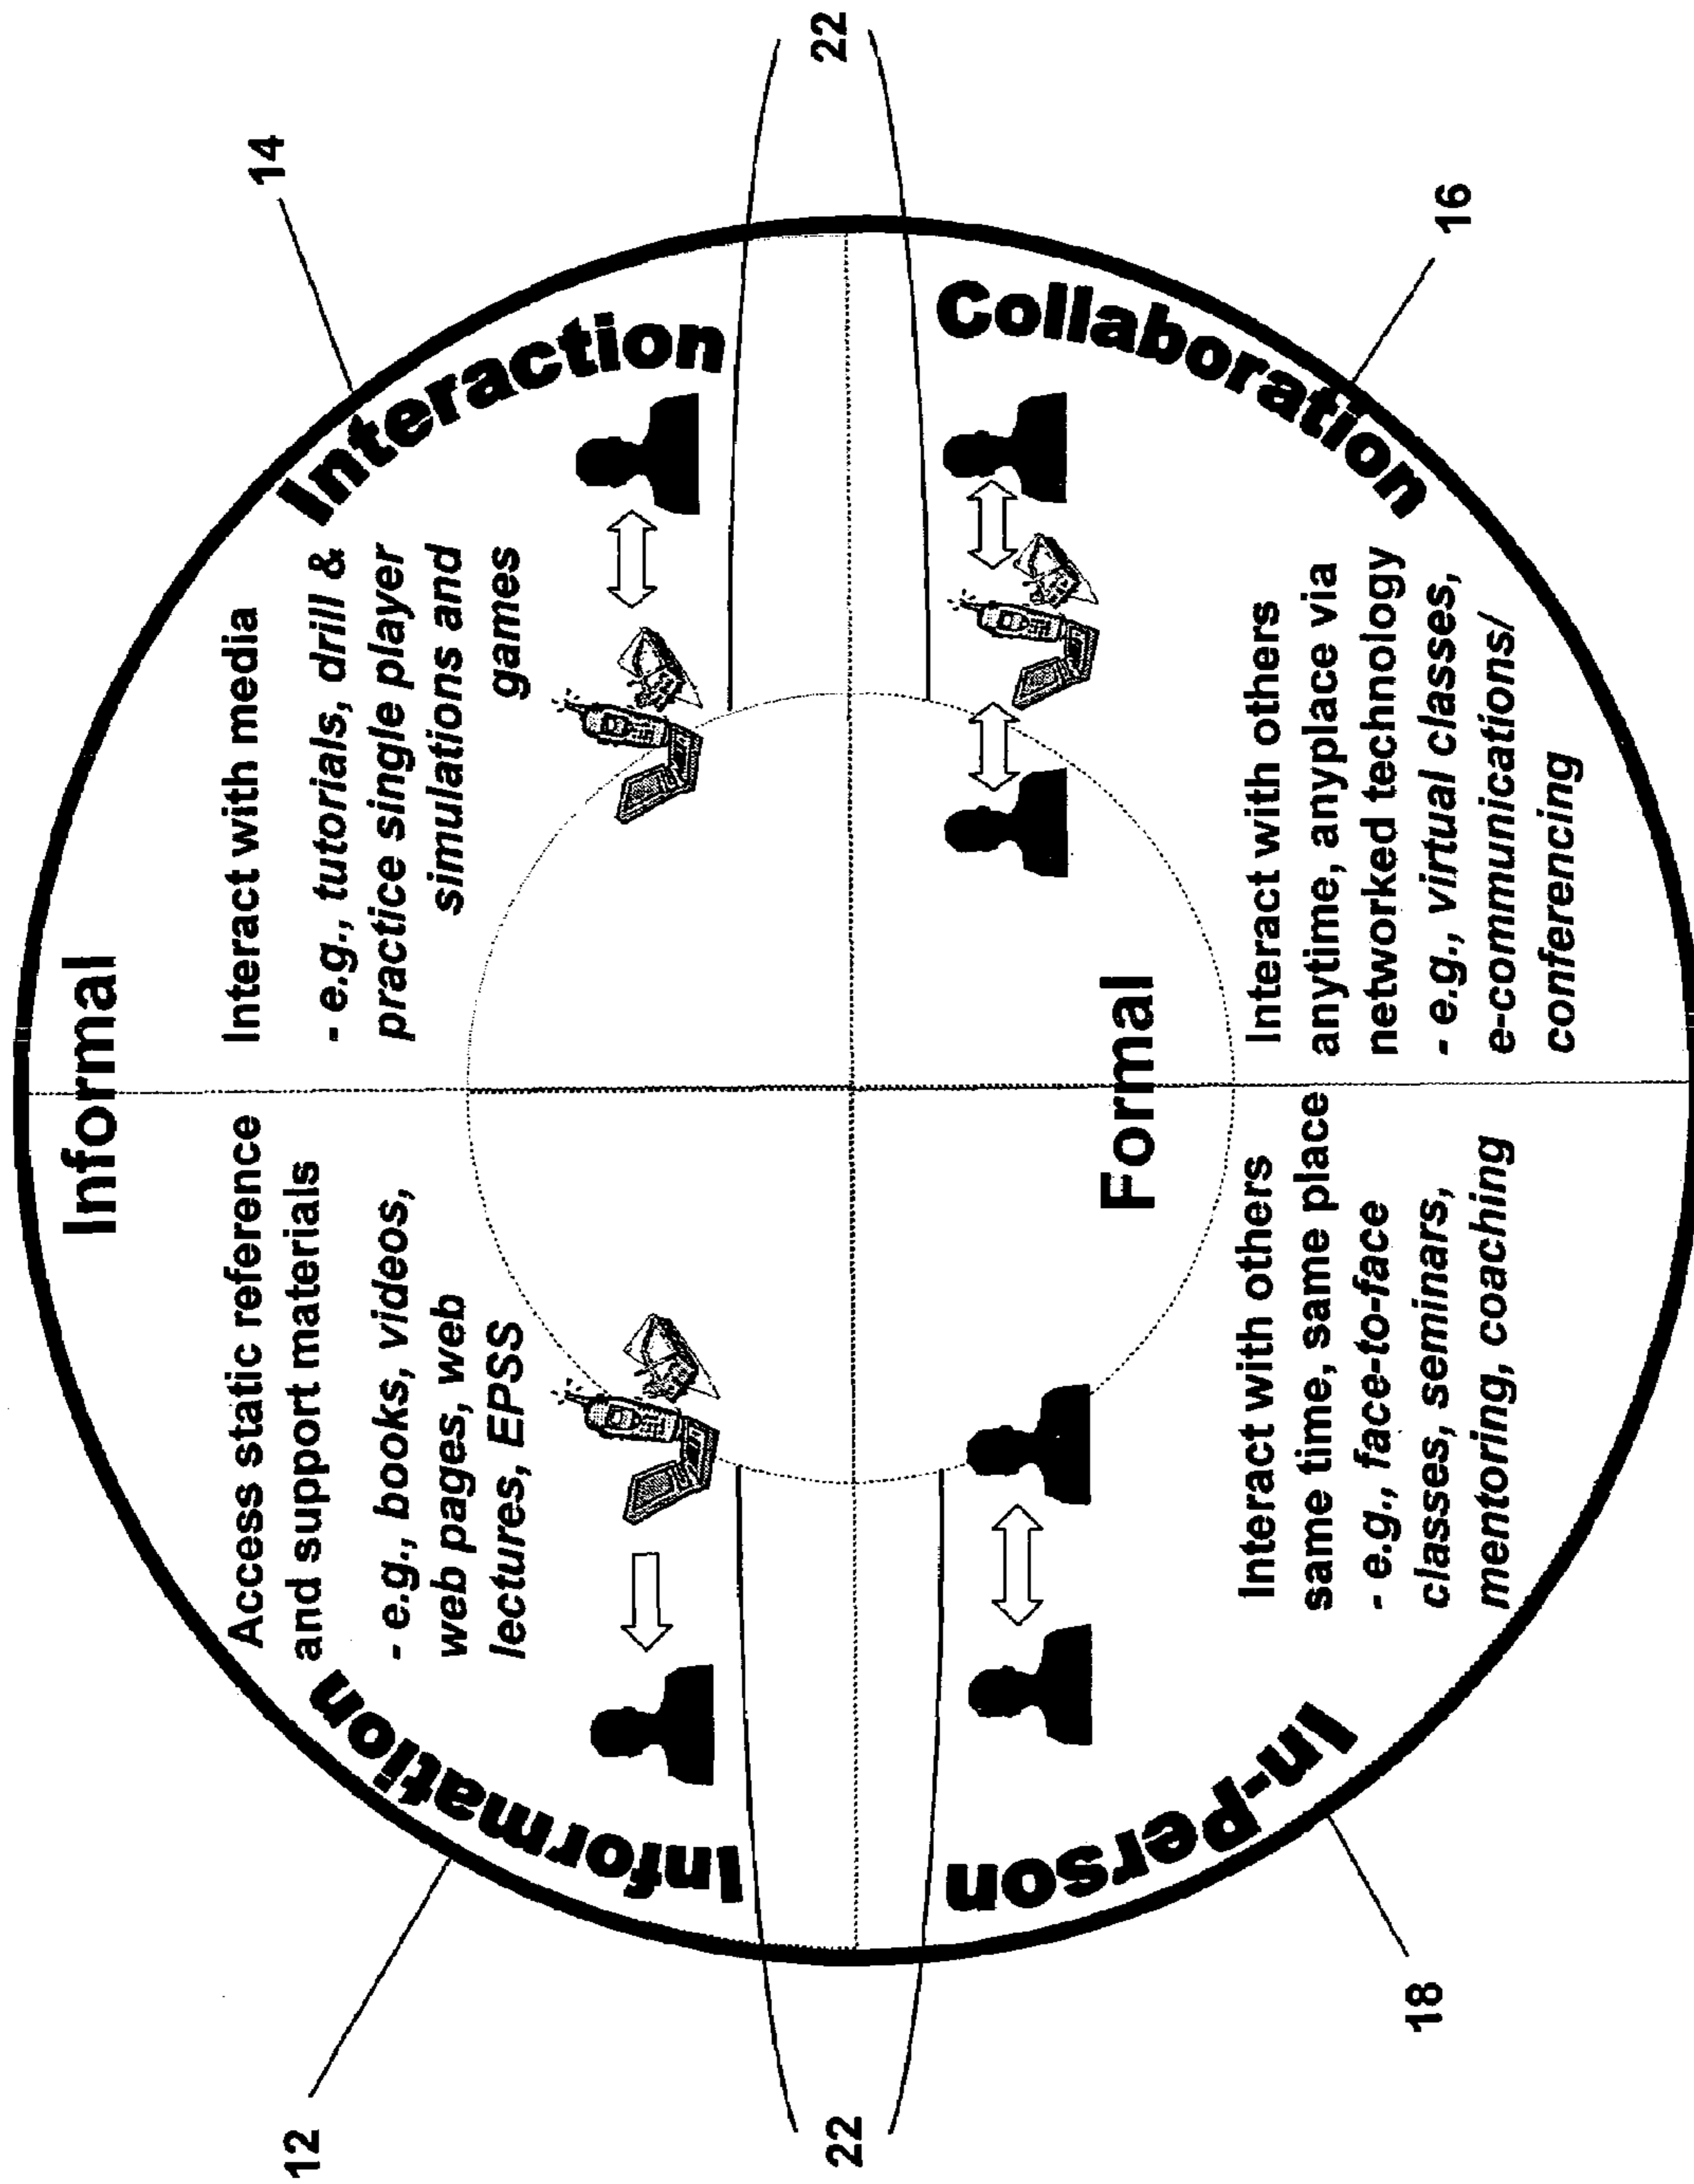 Informal
12
Information
Access static reference
and support materials
- e.g., books, videos,
web pages, web
lectures, EPSS
14
Interaction
Interact with media
- e.g., tutorials, drill &
practice single player
simulations and
games
22
22
Formal
18
In-Person
Interact with others
same time, same place
- e.g., face-to-face
classes, seminars,
mentoring, coaching
16
Collaboration
Interact with others
anytime, anyplace via
networked technology
- e.g., virtual classes,
e-communications/
conferencing